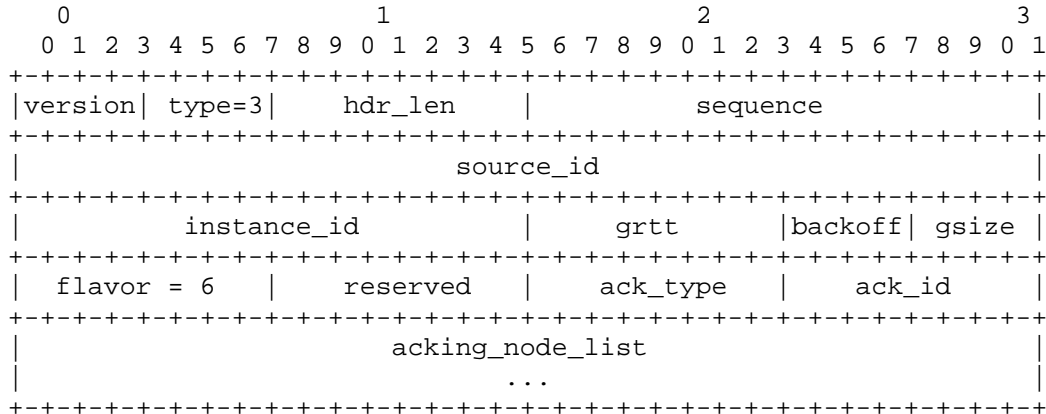 0                   1                   2                   3
    0 1 2 3 4 5 6 7 8 9 0 1 2 3 4 5 6 7 8 9 0 1 2 3 4 5 6 7 8 9 0 1
   +-+-+-+-+-+-+-+-+-+-+-+-+-+-+-+-+-+-+-+-+-+-+-+-+-+-+-+-+-+-+-+-+
   |version| type=3|    hdr_len    |          sequence             |
   +-+-+-+-+-+-+-+-+-+-+-+-+-+-+-+-+-+-+-+-+-+-+-+-+-+-+-+-+-+-+-+-+
   |                           source_id                           |
   +-+-+-+-+-+-+-+-+-+-+-+-+-+-+-+-+-+-+-+-+-+-+-+-+-+-+-+-+-+-+-+-+
   |          instance_id          |     grtt      |backoff| gsize |
   +-+-+-+-+-+-+-+-+-+-+-+-+-+-+-+-+-+-+-+-+-+-+-+-+-+-+-+-+-+-+-+-+
   |  flavor = 6   |    reserved   |    ack_type   |    ack_id     |
   +-+-+-+-+-+-+-+-+-+-+-+-+-+-+-+-+-+-+-+-+-+-+-+-+-+-+-+-+-+-+-+-+
   |                       acking_node_list                        |
   |                              ...                              |
   +-+-+-+-+-+-+-+-+-+-+-+-+-+-+-+-+-+-+-+-+-+-+-+-+-+-+-+-+-+-+-+-+